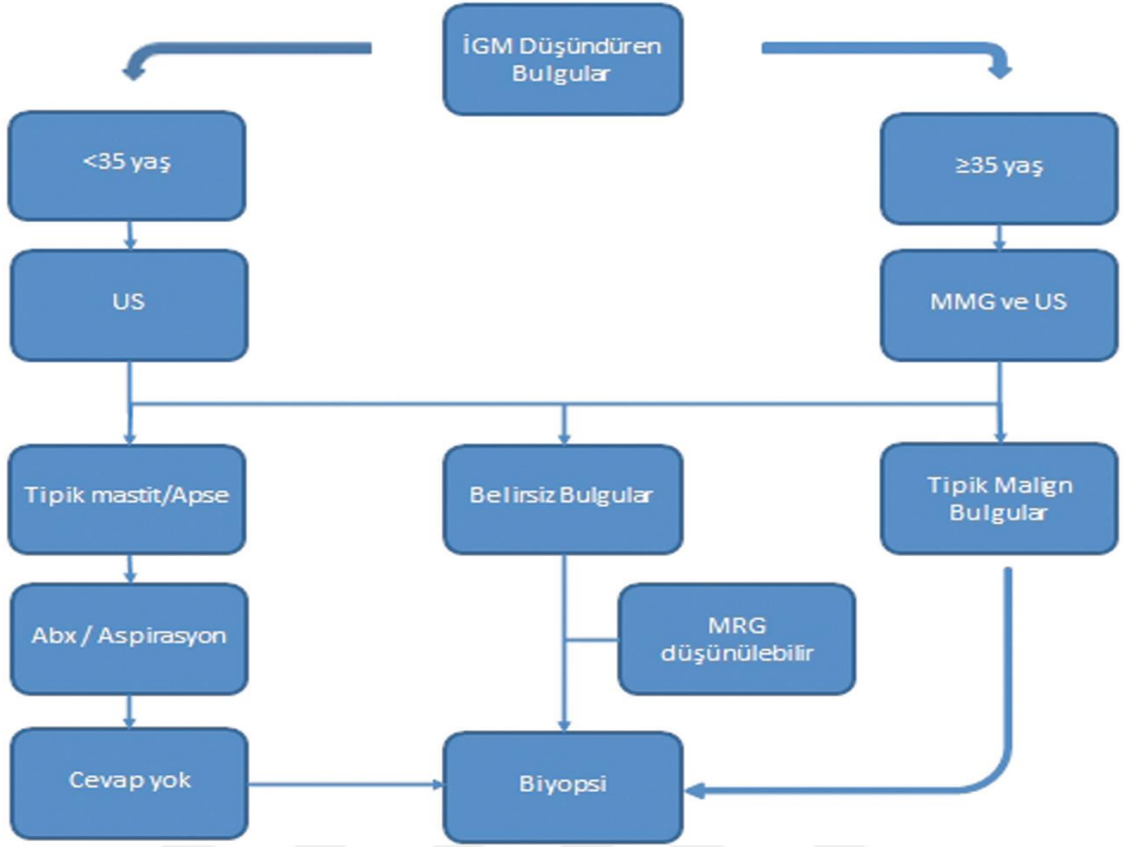 İGM Düşündüren
Bulgular
<35 yaş
≥35 yaş
US
MMG ve US
Tipik mastit/Apse
Belirsiz Bulgular
Tipik Malign
Bulgular
Abx / Aspirasyon
MRG
düşünülebilir
Cevap yok
Biyopsi